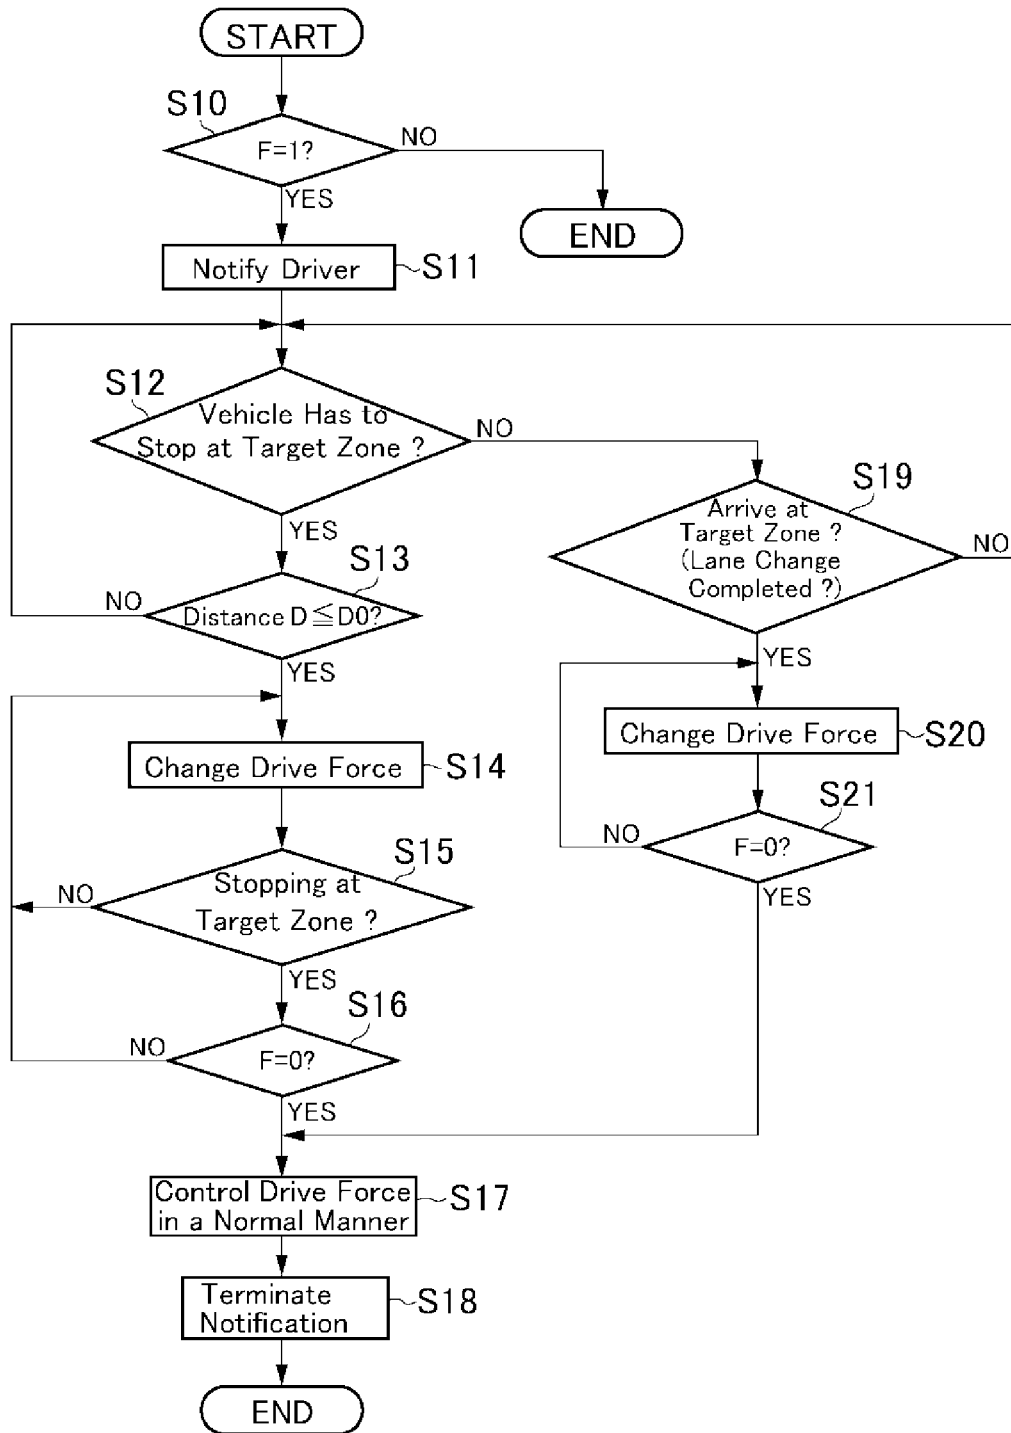 START
S10
F=1?
NO
YES
END
Notify Driver
S11
S12
Vehicle Has to
Stop at Target Zone ?
NO
YES
S19
Arrive at
Target Zone ?
(Lane Change
Completed ?)
NO
YES
S13
Distance D≦D0?
NO
YES
Change Drive Force
S14
Change Drive Force
S20
S21
F=0?
NO
YES
S15
Stopping at
Target Zone ?
NO
YES
S16
F=0?
NO
YES
Control Drive Force
in a Normal Manner
S17
Terminate
Notification
S18
END